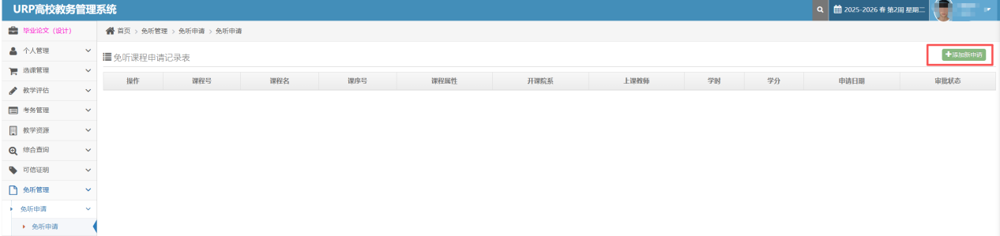 URP高校教务管理系统
2025-2026 春 第2周 星期二
毕业论文（设计）
首页 > 免听管理 > 免听申请 > 免听申请
个人管理
免听课程申请记录表
+添加新申请
选课管理
操作 课程号 课程名 课序号 课程属性 开课院系 上课教师 学时 学分 申请日期 审批状态
教学评估
考务管理
教学资源
综合查询
可信证明
免听管理
免听申请
免听申请